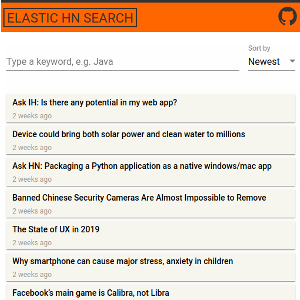 ELASTIC HN SEARCH
Sort by
Type a keyword, e.g. Java
Newest
Ask IH: Is there any potential in my web app?
2 weeks ago
Device could bring both solar power and clean water to millions
2 weeks ago
Ask HN: Packaging a Python application as a native windows/mac app
2 weeks ago
Banned Chinese Security Cameras Are Almost Impossible to Remove
2 weeks ago
The State of UX in 2019
2 weeks ago
Why smartphone can cause major stress, anxiety in children
2 weeks ago
Facebook's main game is Calibra, not Libra